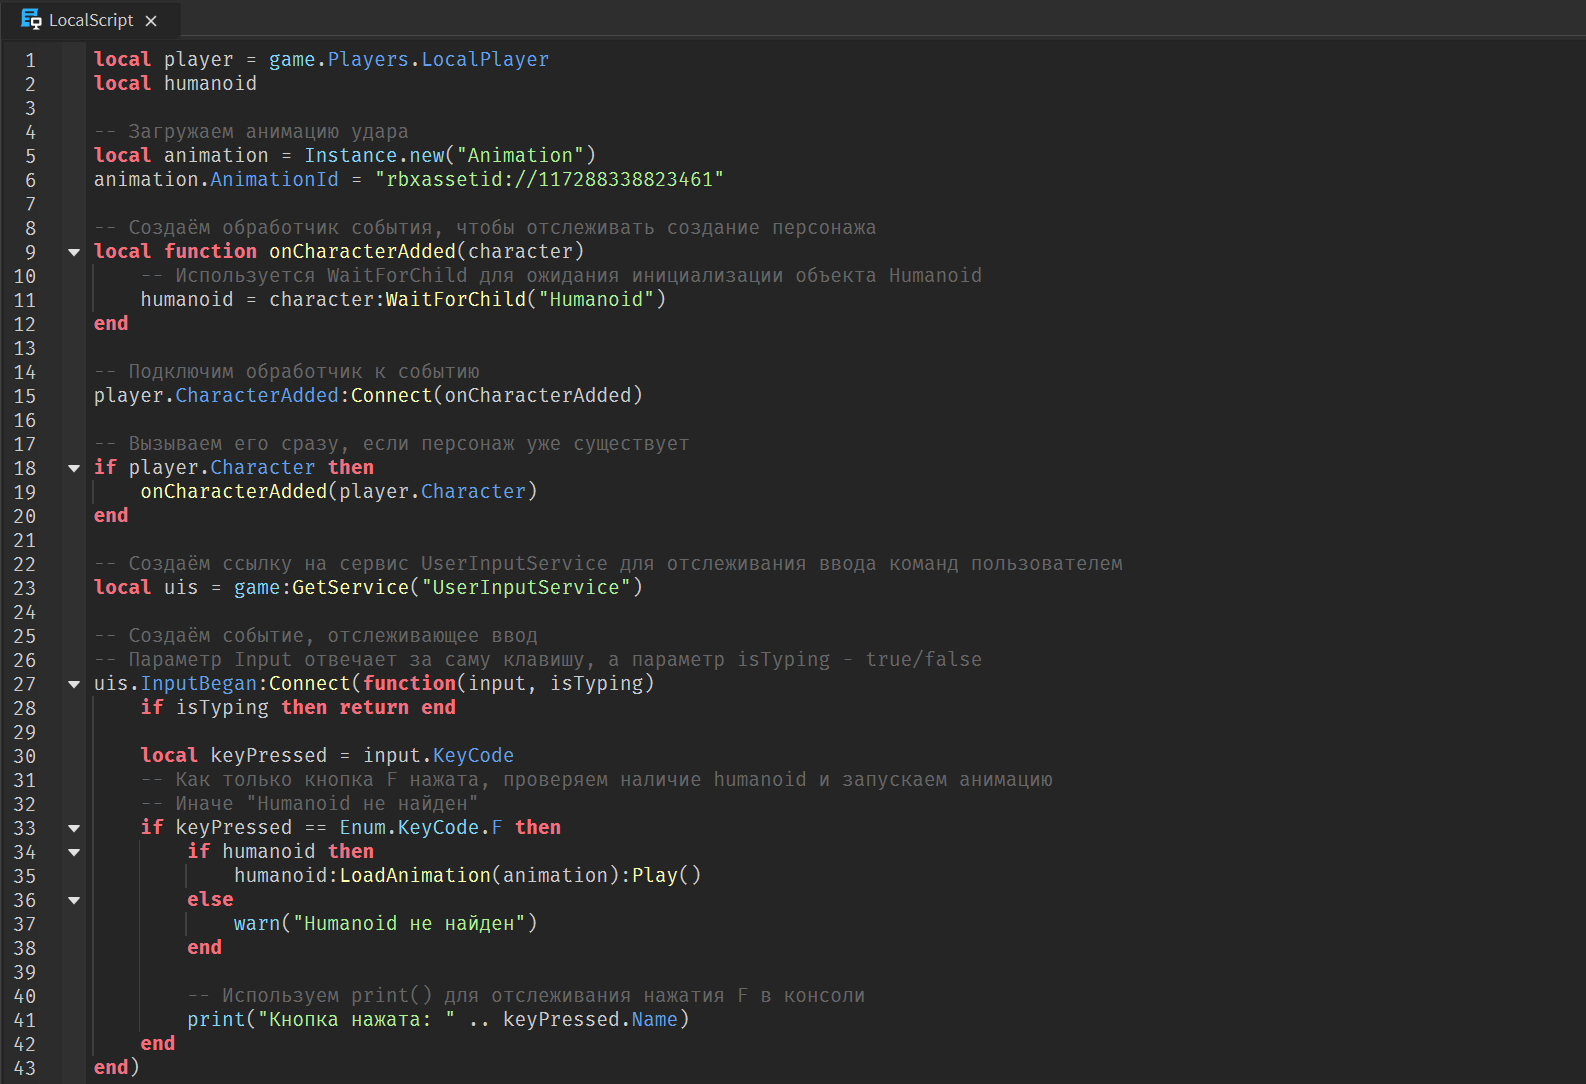 LocalScript
1 local player = game.Players.LocalPlayer
2 local humanoid
3
4 -- Загружаем анимацию удара
5 local animation = Instance.new("Animation")
6 animation.AnimationId = "rbxassetid://117288338823461"
7
8 -- Создаём обработчик события, чтобы отслеживать создание персонажа
9 local function onCharacterAdded(character)
10 -- Используется WaitForChild для ожидания инициализации объекта Humanoid
11 humanoid = character:WaitForChild("Humanoid")
12 end
13
14 -- Подключим обработчик к событию
15 player.CharacterAdded:Connect(onCharacterAdded)
16
17 -- Вызываем его сразу, если персонаж уже существует
18 if player.Character then
19 onCharacterAdded(player.Character)
20 end
21
22 -- Создаём ссылку на сервис UserInputService для отслеживания ввода команд пользователем
23 local uis = game:GetService("UserInputService")
24
25 -- Создаём событие, отслеживающее ввод
26 -- Параметр Input отвечает за саму клавишу, а параметр isTyping - true/false
27 uis.InputBegan:Connect(function(input, isTyping)
28 if isTyping then return end
29
30 local keyPressed = input.KeyCode
31 -- Как только кнопка F нажата, проверяем наличие humanoid и запускаем анимацию
32 -- Иначе "Humanoid не найден"
33 if keyPressed == Enum.KeyCode.F then
34 if humanoid then
35 humanoid:LoadAnimation(animation):Play()
36 else
37 warn("Humanoid не найден")
38 end
39
40 -- Используем print() для отслеживания нажатия F в консоли
41 print("Кнопка нажата: " .. keyPressed.Name)
42 end
43 end)